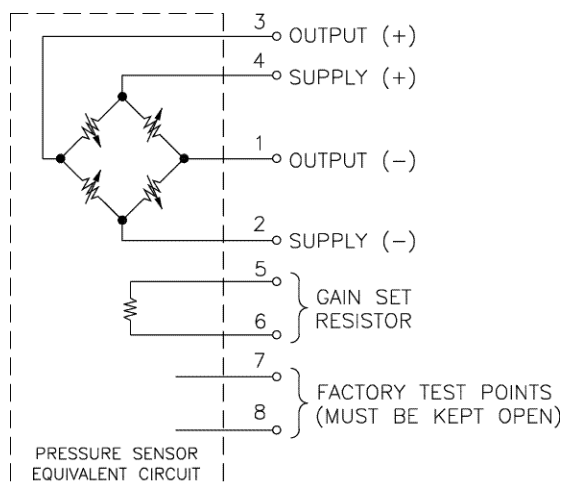 3 OUTPUT (+)
4 SUPPLY (+)
1 OUTPUT (-)
2 SUPPLY (-)
5
GAIN SET
RESISTOR
6
7
FACTORY TEST POINTS
(MUST BE KEPT OPEN)
8
PRESSURE SENSOR
EQUIVALENT CIRCUIT